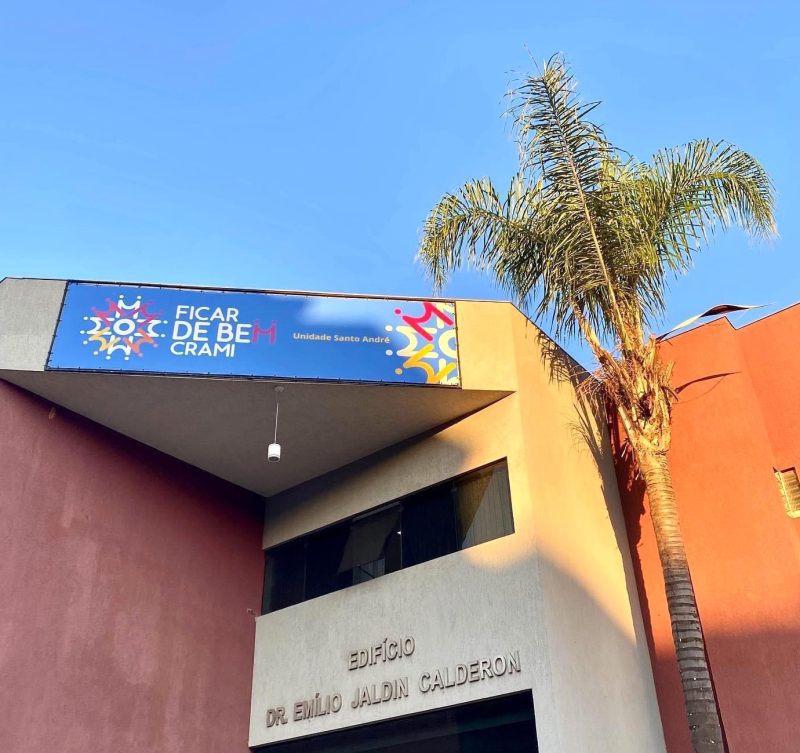 FICAR
DE BEM
CRAMI
Unidade Santo André
EDIFÍCIO
DR. EMÍLIO JALDIN CALDERON